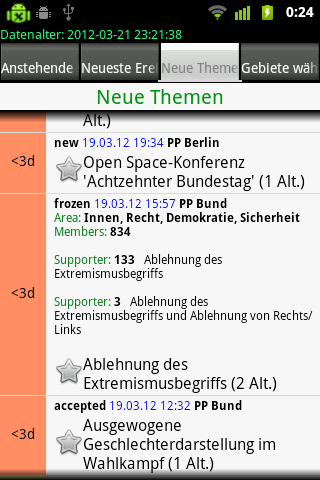 0:24
Datenalter: 2012-03-21 23:21:38
Anstehende Neueste Ere Neue Theme Gebiete wäh
Neue Themen
Alt.)
new 19.03.12 19:34 PP Berlin
<3d
Open Space-Konferenz
'Achtzehnter Bundestag' (1 Alt.)
frozen 19.03.12 15:57 PP Bund
Area: Innen, Recht, Demokratie, Sicherheit
Members: 834
Supporter: 133 Ablehnung des
Extremismusbegriffs
<3d
Supporter: 3 Ablehnung des
Extremismusbegriffs und Ablehnung von Rechts/
Links
Ablehnung des
Extremismusbegriffs (2 Alt.)
accepted 19.03.12 12:32 PP Bund
<3d
Ausgewogene
Geschlechterdarstellung im
Wahlkampf (1 Alt.)